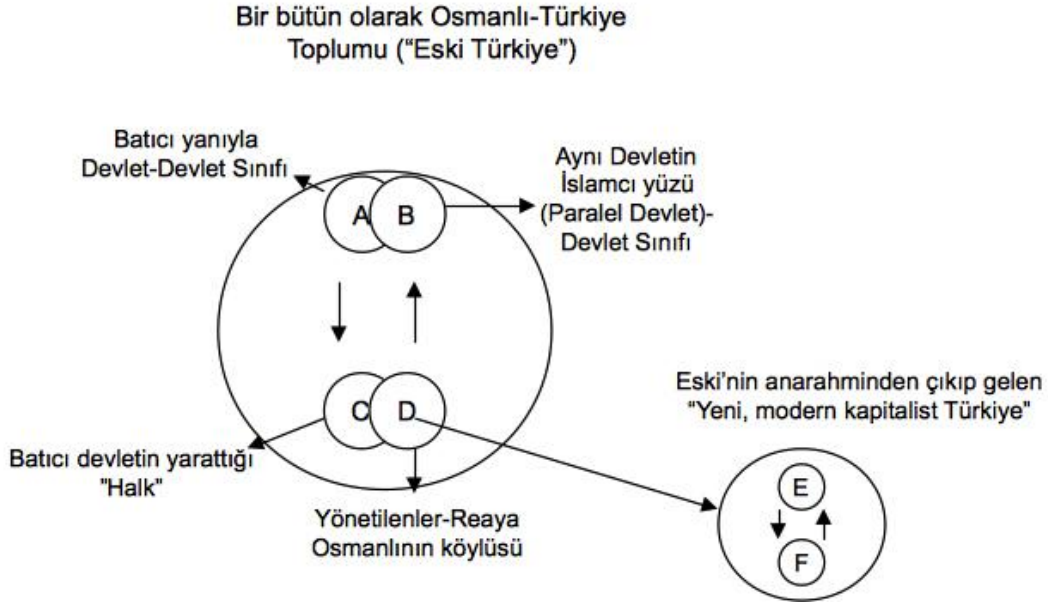 Bir bütün olarak Osmanlı-Türkiye
Toplumu (“Eski Türkiye”)
Batıcı yanıyla
Devlet-Devlet Sınıfı
Aynı Devletin
İslamcı yüzü
(Paralel Devlet)-
Devlet Sınıfı
A
B
C
D
Batıcı devletin yarattığı
"Halk"
Yönetilenler-Reaya
Osmanlının köylüsü
Eski’nin anarahminden çıkıp gelen
“Yeni, modern kapitalist Türkiye”
E
F